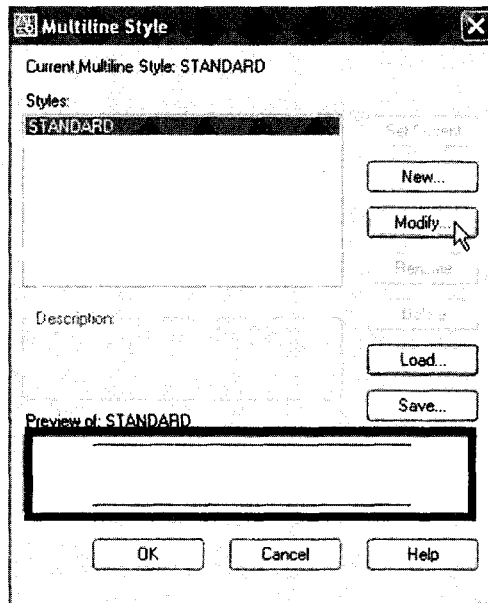 Multiline Style
Current Multiline Style: STANDARD
Styles:
STANDARD
Set Current
New...
Modify...
Rename
Description:
Delete
Load...
Save...
Preview of: STANDARD
OK
Cancel
Help